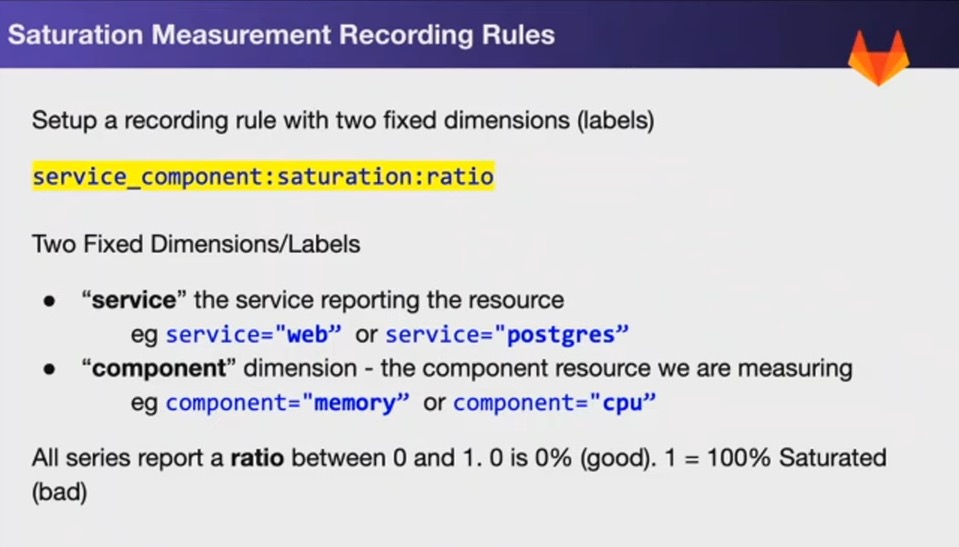 Saturation Measurement Recording Rules
Setup a recording rule with two fixed dimensions (labels)
service_component:saturation:ratio
Two Fixed Dimensions/Labels
● “service” the service reporting the resource
eg service="web” or service="postgres”
● “component” dimension - the component resource we are measuring
eg component="memory” or component="cpu”
All series report a ratio between 0 and 1. 0 is 0% (good). 1 = 100% Saturated
(bad)